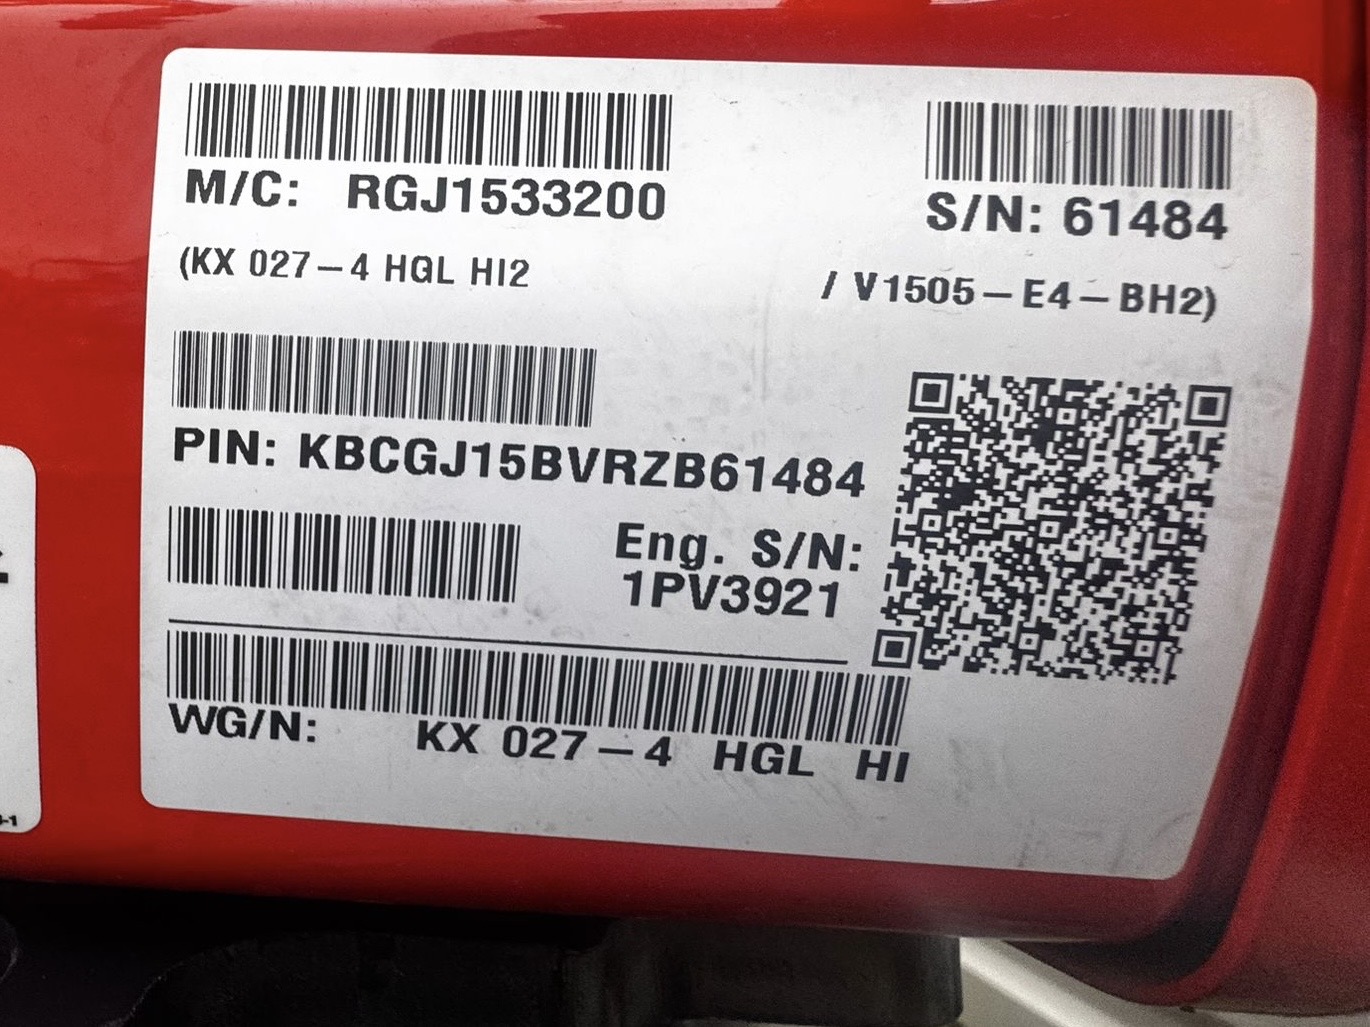 M/C: RGJ1533200
S/N: 61484
(KX 027-4 HGL HI2 / V1505-E4-BH2)
PIN: KBCGJ15BVRZB61484
Eng. S/N:
1PV3921
WG/N: KX 027-4 HGL HI
-1